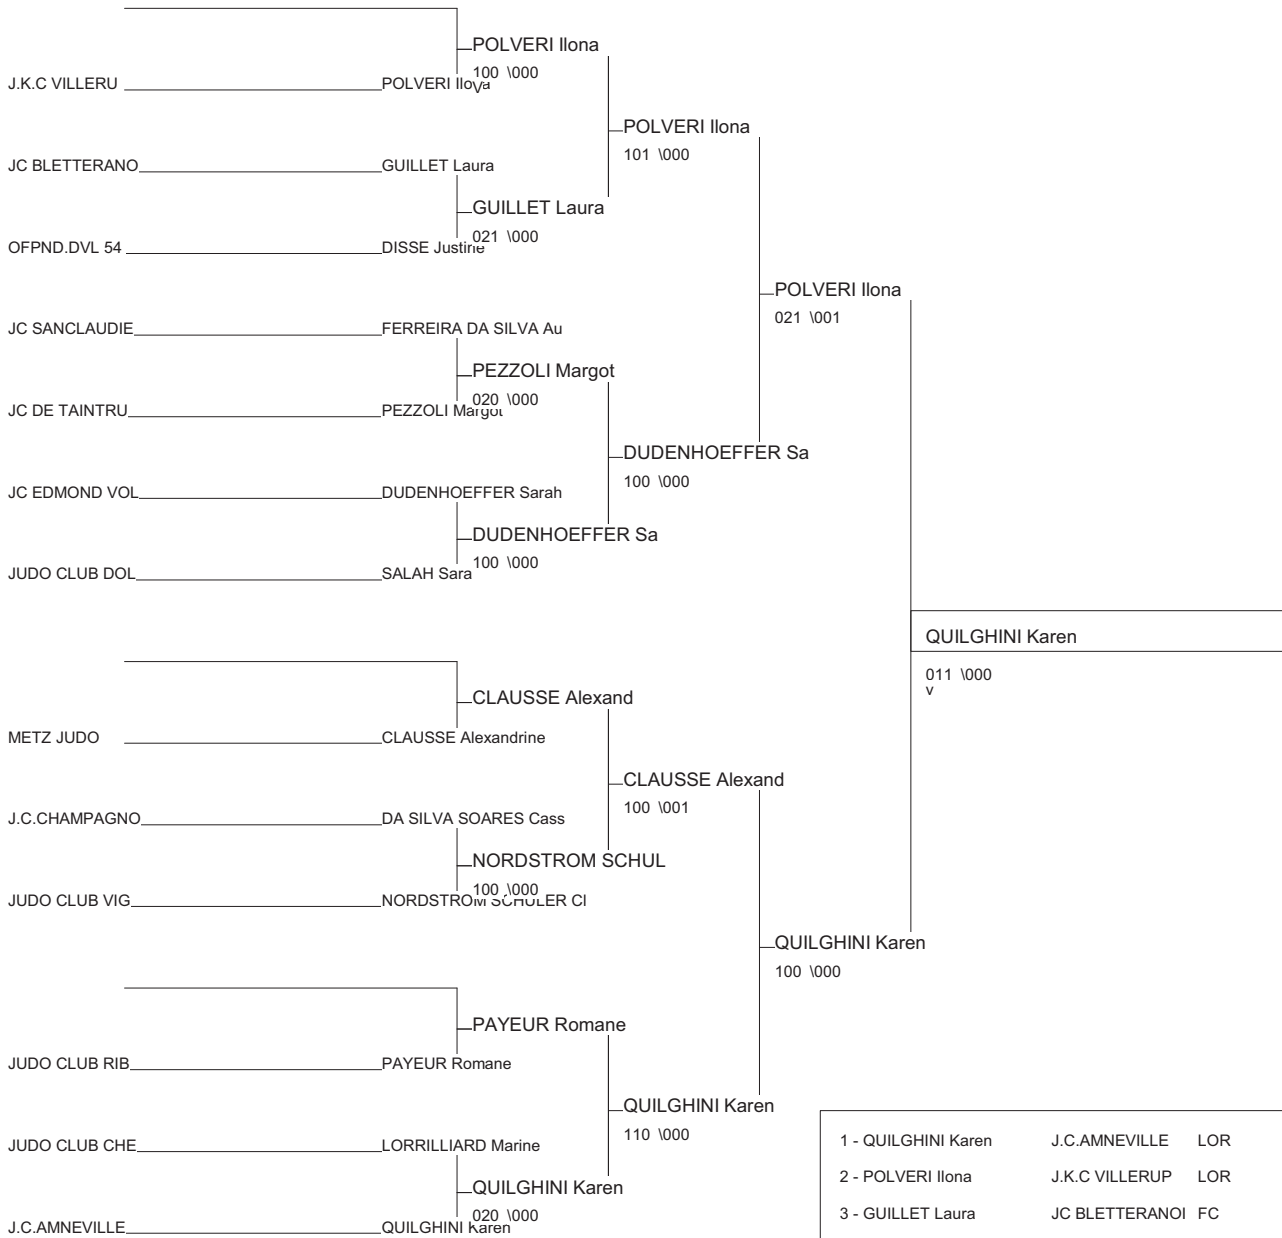 POLVERI Ilona
100 \000
v
J.K.C VILLERU POLVERI Ilona
POLVERI Ilona
101 \000
JC BLETTERANO GUILLET Laura
GUILLET Laura
021 \000
OFPND.DVL 54 DISSE Justine
POLVERI Ilona
021 \001
JC SANCLAUDIE FERREIRA DA SILVA Au
PEZZOLI Margot
020 \000
JC DE TAINTRU PEZZOLI Margot
DUDENHOEFFER Sa
100 \000
JC EDMOND VOL DUDENHOEFFER Sarah
DUDENHOEFFER Sa
100 \000
JUDO CLUB DOL SALAH Sara
QUILGHINI Karen
011 \000
v
CLAUSSE Alexand
METZ JUDO CLAUSSE Alexandrine
CLAUSSE Alexand
100 \001
J.C.CHAMPAGNO DA SILVA SOARES Cass
NORDSTROM SCHUL
100 \000
JUDO CLUB VIG NORDSTROM SCHULER Cl
QUILGHINI Karen
100 \000
PAYEUR Romane
JUDO CLUB RIB PAYEUR Romane
QUILGHINI Karen
110 \000
JUDO CLUB CHE LORRILLIARD Marine
QUILGHINI Karen
020 \000
J.C.AMNEVILLE QUILGHINI Karen
1 - QUILGHINI Karen J.C.AMNEVILLE LOR
2 - POLVERI Ilona J.K.C VILLERUP LOR
3 - GUILLET Laura JC BLETTERANOI FC